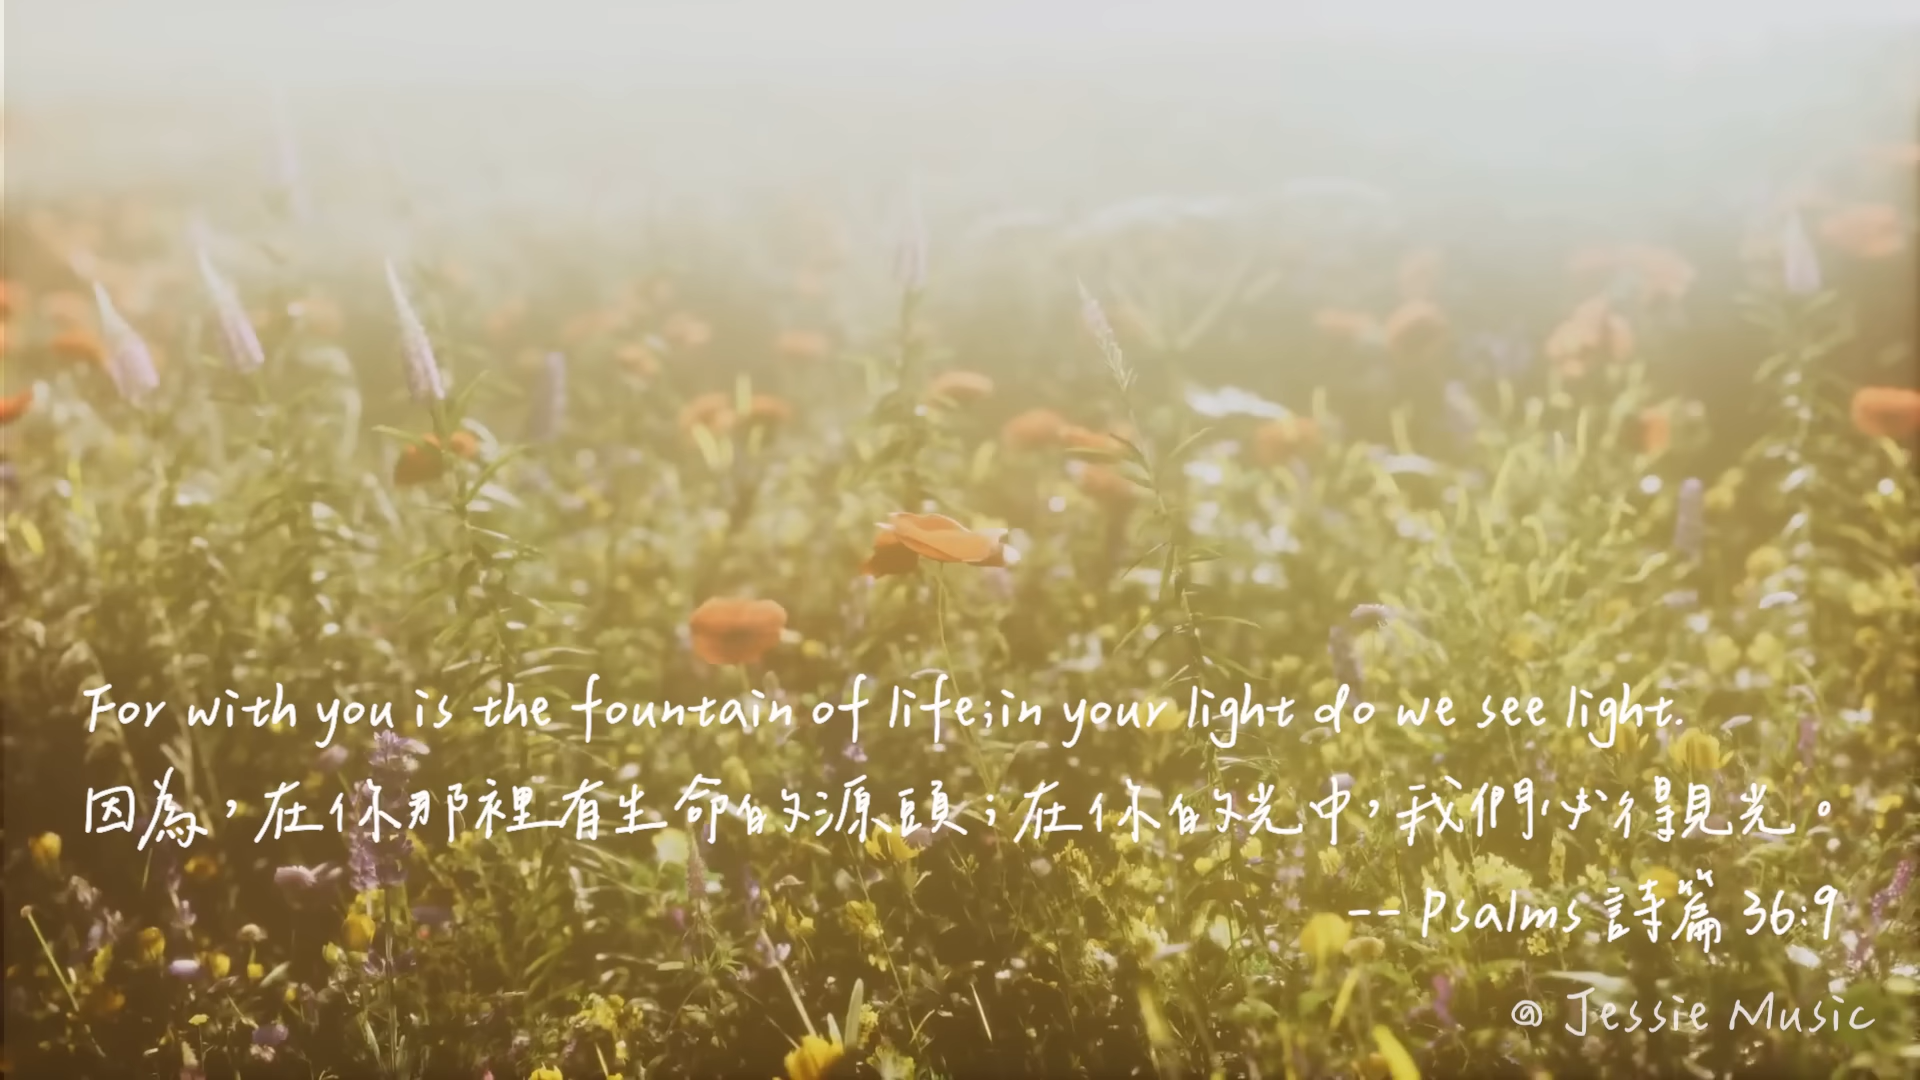 For with you is the fountain of life;in your light do we see light.
因為，在你那裡有生命的源頭；在你的光中，我們必得見光。
-- Psalms 詩篇 36:9
@ Jessie Music